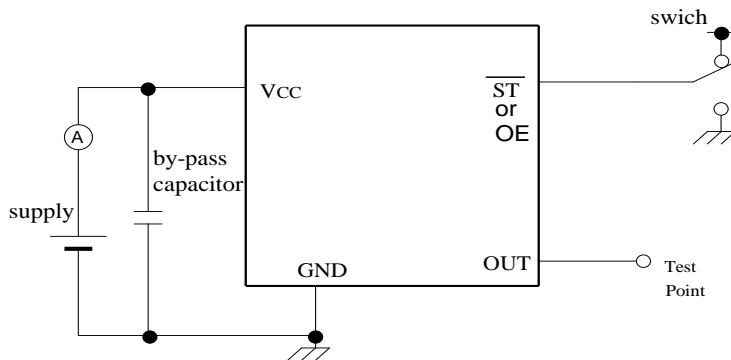 swich
Vcc
ST
or
OE
A
by-pass
capacitor
supply
GND
OUT
Test
Point